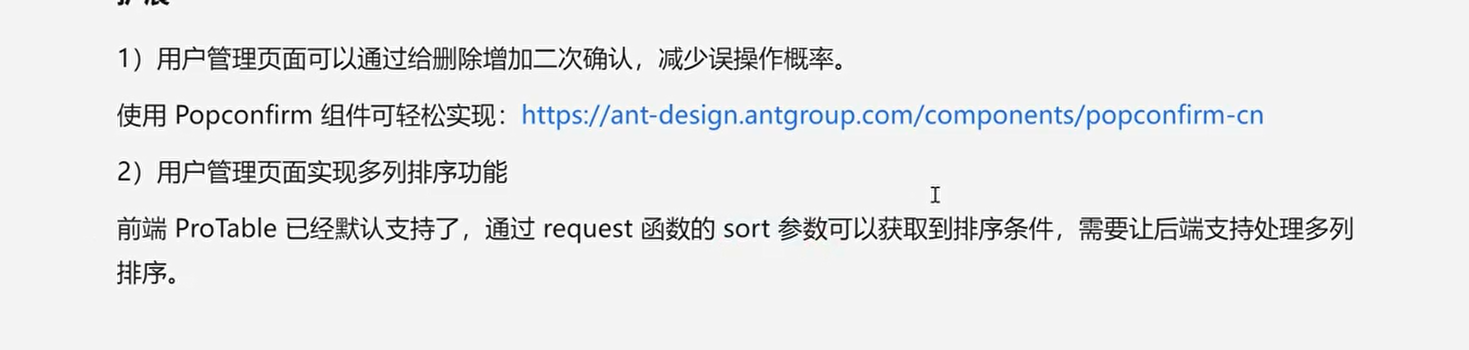 扩展
1）用户管理页面可以通过给删除增加二次确认，减少误操作概率。
使用 Popconfirm 组件可轻松实现：https://ant-design.antgroup.com/components/popconfirm-cn
2）用户管理页面实现多列排序功能
前端 ProTable 已经默认支持了，通过 request 函数的 sort 参数可以获取到排序条件，需要让后端支持处理多列
排序。